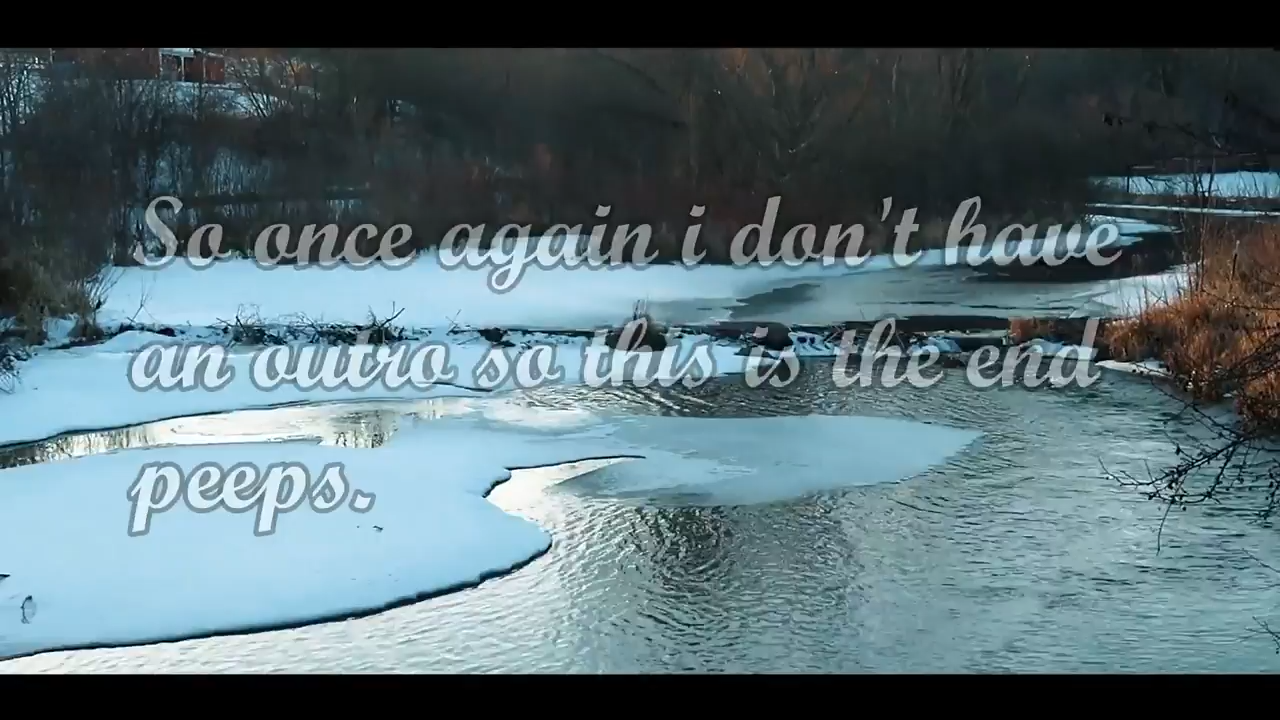 So once again i don't have
an outro so this is the end
peeps.